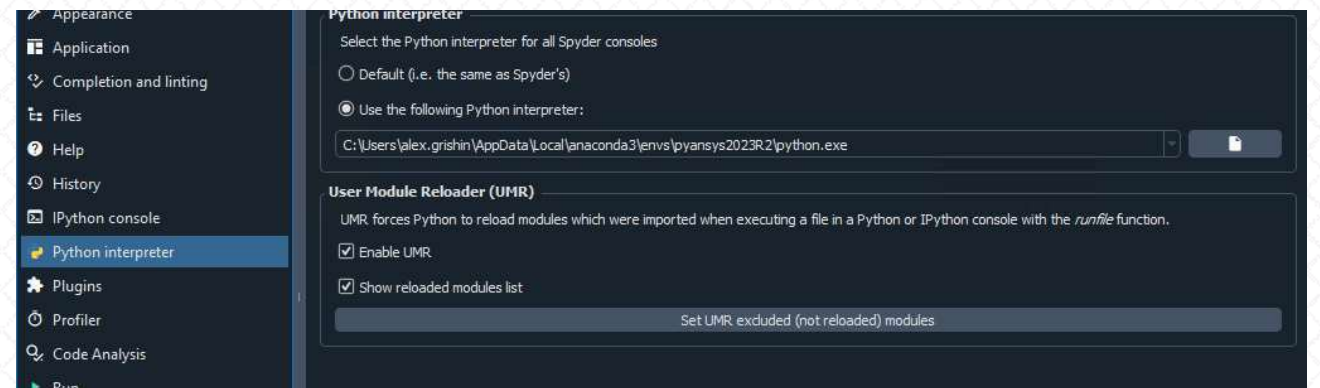 Appearance
Application
Completion and linting
Files
Help
History
IPython console
Python interpreter
Plugins
Profiler
Code Analysis
Run
Python interpreter
Select the Python interpreter for all Spyder consoles
Default (i.e. the same as Spyder's)
Use the following Python interpreter:
C:\Users\alex.grishin\AppData\Local\anaconda3\envs\pyansys2023R2\python.exe
User Module Reloader (UMR)
UMR forces Python to reload modules which were imported when executing a file in a Python or IPython console with the runfile function.
Enable UMR
Show reloaded modules list
Set UMR excluded (not reloaded) modules